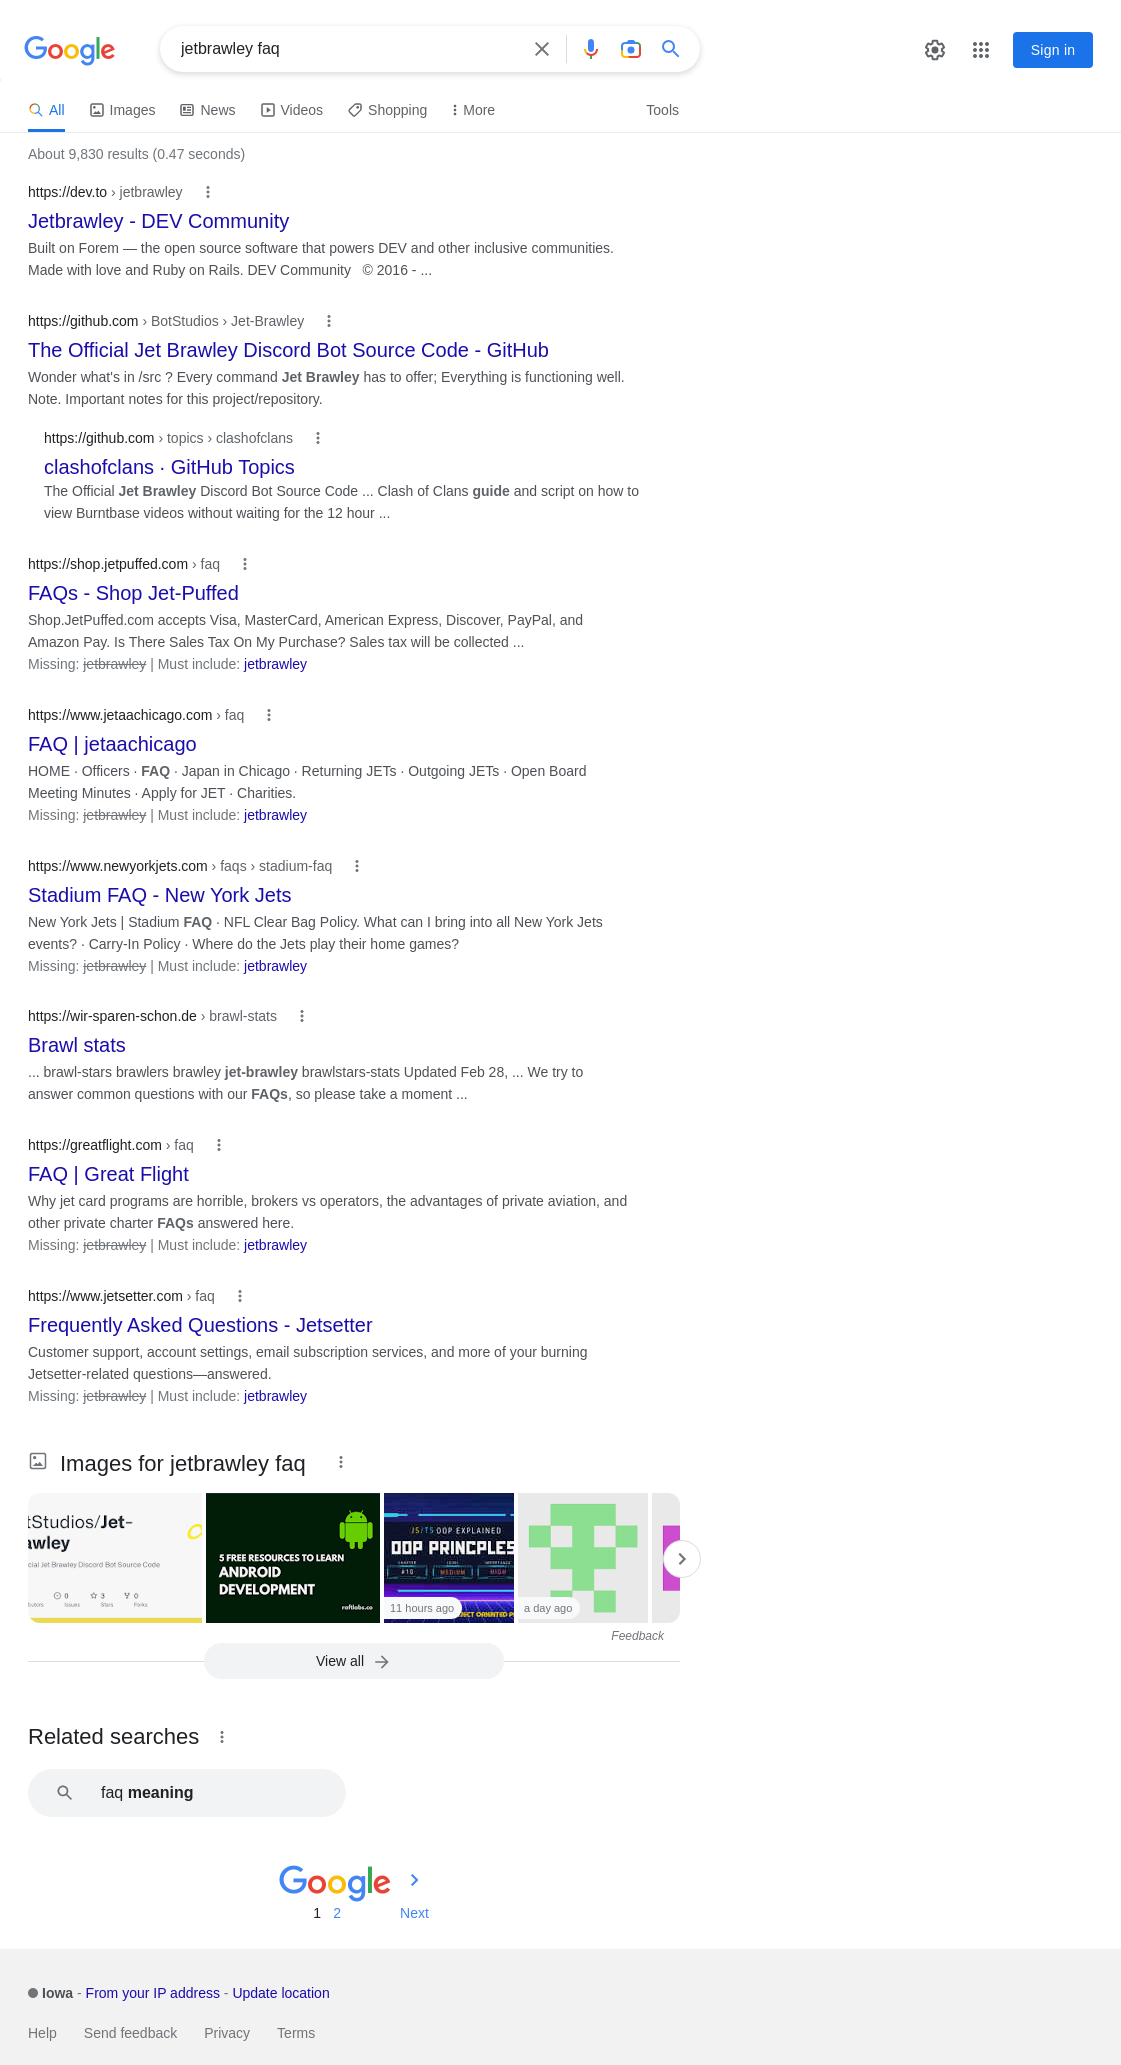 Google
jetbrawley faq
Sign in
All
Images
News
Videos
Shopping
More
Tools
About 9,830 results (0.47 seconds)
https://dev.to › jetbrawley
Jetbrawley - DEV Community
Built on Forem — the open source software that powers DEV and other inclusive communities.
Made with love and Ruby on Rails. DEV Community © 2016 - ...
https://github.com › BotStudios › Jet-Brawley
The Official Jet Brawley Discord Bot Source Code - GitHub
Wonder what's in /src ? Every command Jet Brawley has to offer; Everything is functioning well.
Note. Important notes for this project/repository.
https://github.com › topics › clashofclans
clashofclans · GitHub Topics
The Official Jet Brawley Discord Bot Source Code ... Clash of Clans guide and script on how to
view Burntbase videos without waiting for the 12 hour ...
https://shop.jetpuffed.com › faq
FAQs - Shop Jet-Puffed
Shop.JetPuffed.com accepts Visa, MasterCard, American Express, Discover, PayPal, and
Amazon Pay. Is There Sales Tax On My Purchase? Sales tax will be collected ...
Missing: jetbrawley | Must include: jetbrawley
https://www.jetaachicago.com › faq
FAQ | jetaachicago
HOME · Officers · FAQ · Japan in Chicago · Returning JETs · Outgoing JETs · Open Board
Meeting Minutes · Apply for JET · Charities.
Missing: jetbrawley | Must include: jetbrawley
https://www.newyorkjets.com › faqs › stadium-faq
Stadium FAQ - New York Jets
New York Jets | Stadium FAQ · NFL Clear Bag Policy. What can I bring into all New York Jets
events? · Carry-In Policy · Where do the Jets play their home games?
Missing: jetbrawley | Must include: jetbrawley
https://wir-sparen-schon.de › brawl-stats
Brawl stats
... brawl-stars brawlers brawley jet-brawley brawlstars-stats Updated Feb 28, ... We try to
answer common questions with our FAQs, so please take a moment ...
https://greatflight.com › faq
FAQ | Great Flight
Why jet card programs are horrible, brokers vs operators, the advantages of private aviation, and
other private charter FAQs answered here.
Missing: jetbrawley | Must include: jetbrawley
https://www.jetsetter.com › faq
Frequently Asked Questions - Jetsetter
Customer support, account settings, email subscription services, and more of your burning
Jetsetter-related questions—answered.
Missing: jetbrawley | Must include: jetbrawley
Images for jetbrawley faq
tStudios/Jet-
awley
cial Jet Brawley Discord Bot Source Code
0 3 0
butors Issues Stars Forks
5 FREE RESOURCES TO LEARN
ANDROID
DEVELOPMENT
raftlabs.co
JS/TS OOP EXPLAINED
OOP PRINCPLES
CHAPTER
#10 MEDIUM HIGH
11 hours ago
a day ago
Feedback
View all
Related searches
faq meaning
Google
1 2 Next
Iowa - From your IP address - Update location
Help Send feedback Privacy Terms